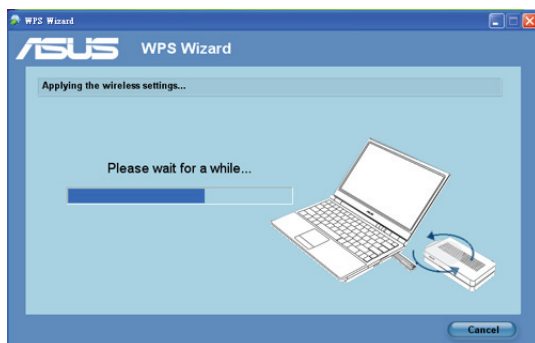 WPS Wizard
ASUS WPS Wizard
Applying the wireless settings...
Please wait for a while...
Cancel